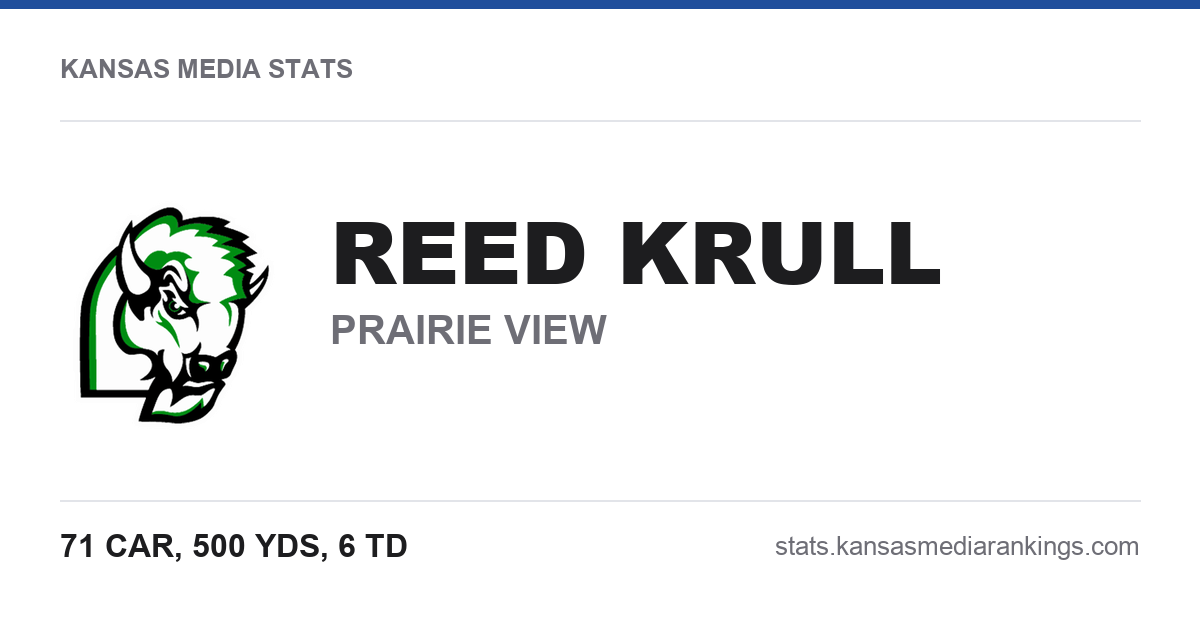 KANSAS MEDIA STATS
REED KRULL
PRAIRIE VIEW
71 CAR, 500 YDS, 6 TD
stats.kansasmediarankings.com